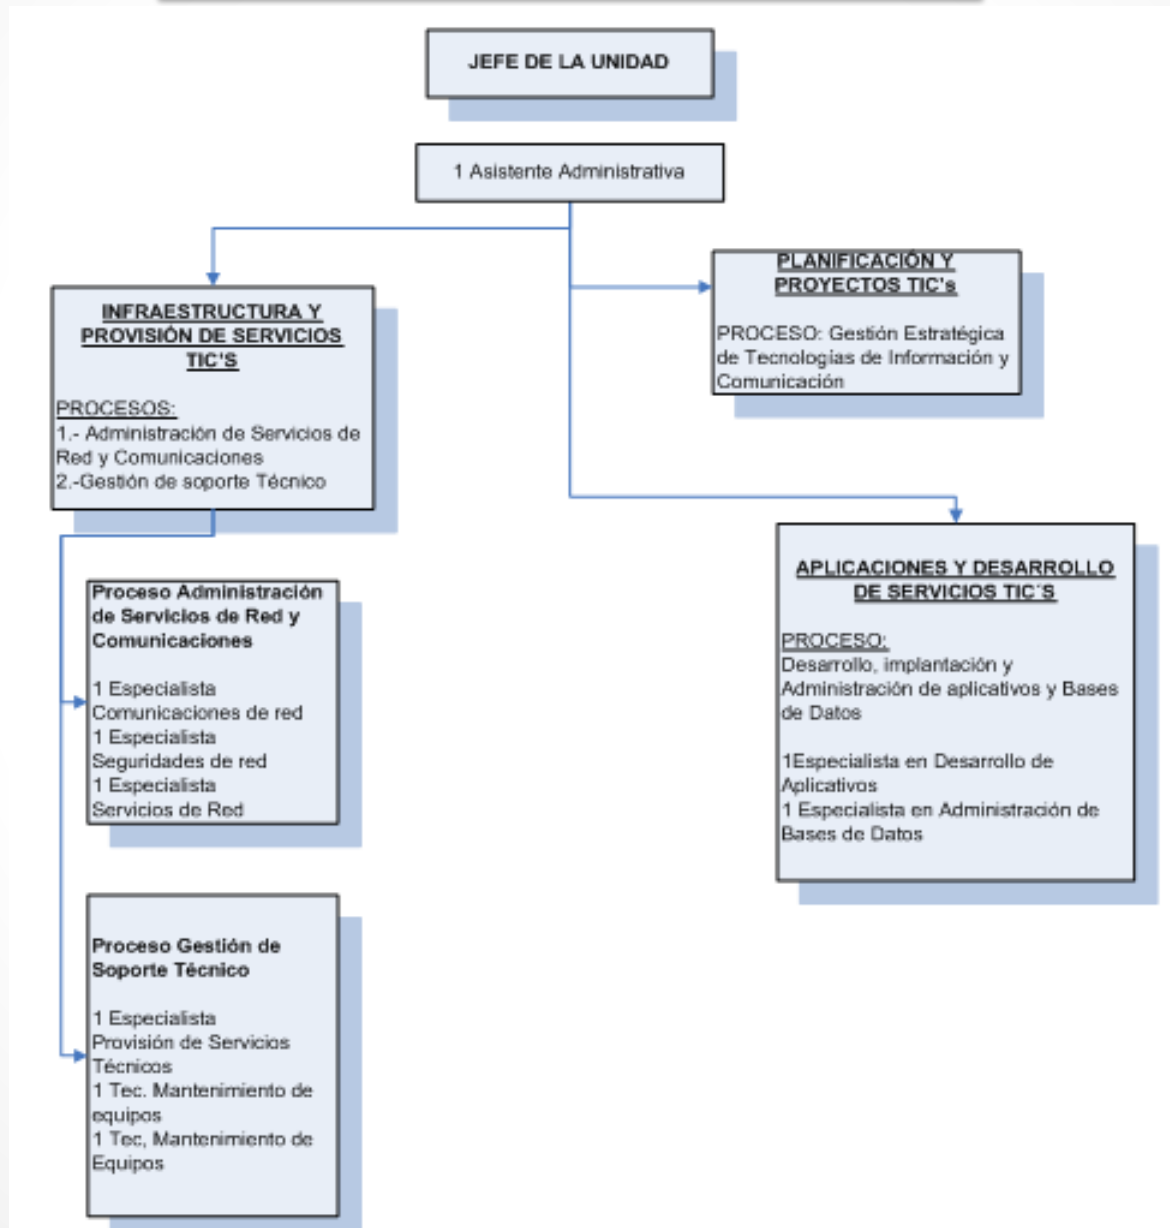 JEFE DE LA UNIDAD
1 Asistente Administrativa
PLANIFICACIÓN Y
PROYECTOS TIC's
PROCESO: Gestión Estratégica
de Tecnologías de Información y
Comunicación
INFRAESTRUCTURA Y
PROVISIÓN DE SERVICIOS
TIC'S
PROCESOS:
1.- Administración de Servicios de
Red y Comunicaciones
2.-Gestión de soporte Técnico
Proceso Administración
de Servicios de Red y
Comunicaciones
1 Especialista
Comunicaciones de red
1 Especialista
Seguridades de red
1 Especialista
Servicios de Red
Proceso Gestión de
Soporte Técnico
1 Especialista
Provisión de Servicios
Técnicos
1 Tec. Mantenimiento de
equipos
1 Tec, Mantenimiento de
Equipos
APLICACIONES Y DESARROLLO
DE SERVICIOS TIC´S
PROCESO:
Desarrollo, implantación y
Administración de aplicativos y Bases
de Datos
1Especialista en Desarrollo de
Aplicativos
1 Especialista en Administración de
Bases de Datos